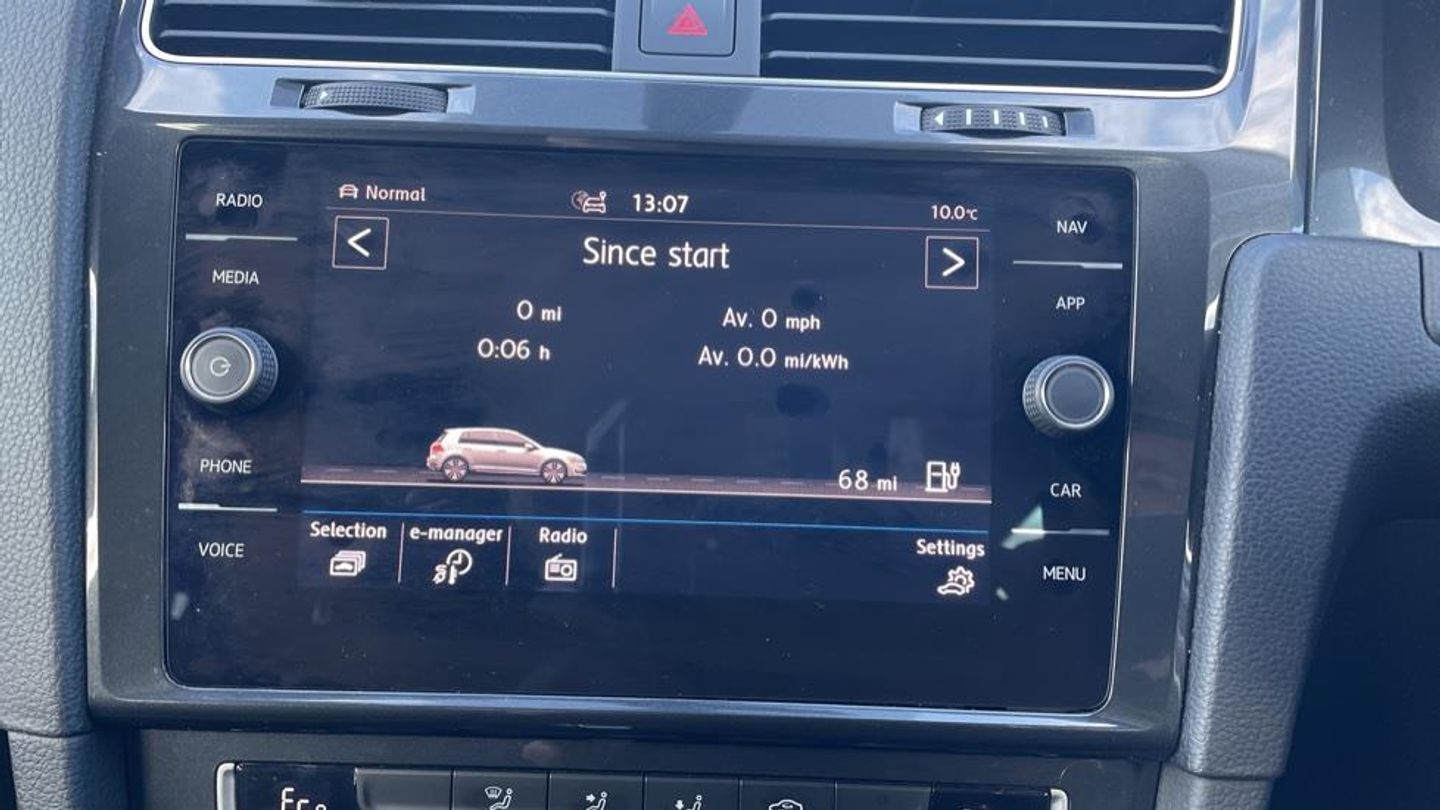 RADIO
MEDIA
PHONE
VOICE
Normal 13:07 10.0°C
< Since start >
0 mi Av. 0 mph
0:06 h Av. 0.0 mi/kWh
68 mi
Selection e-manager Radio Settings
NAV
APP
CAR
MENU